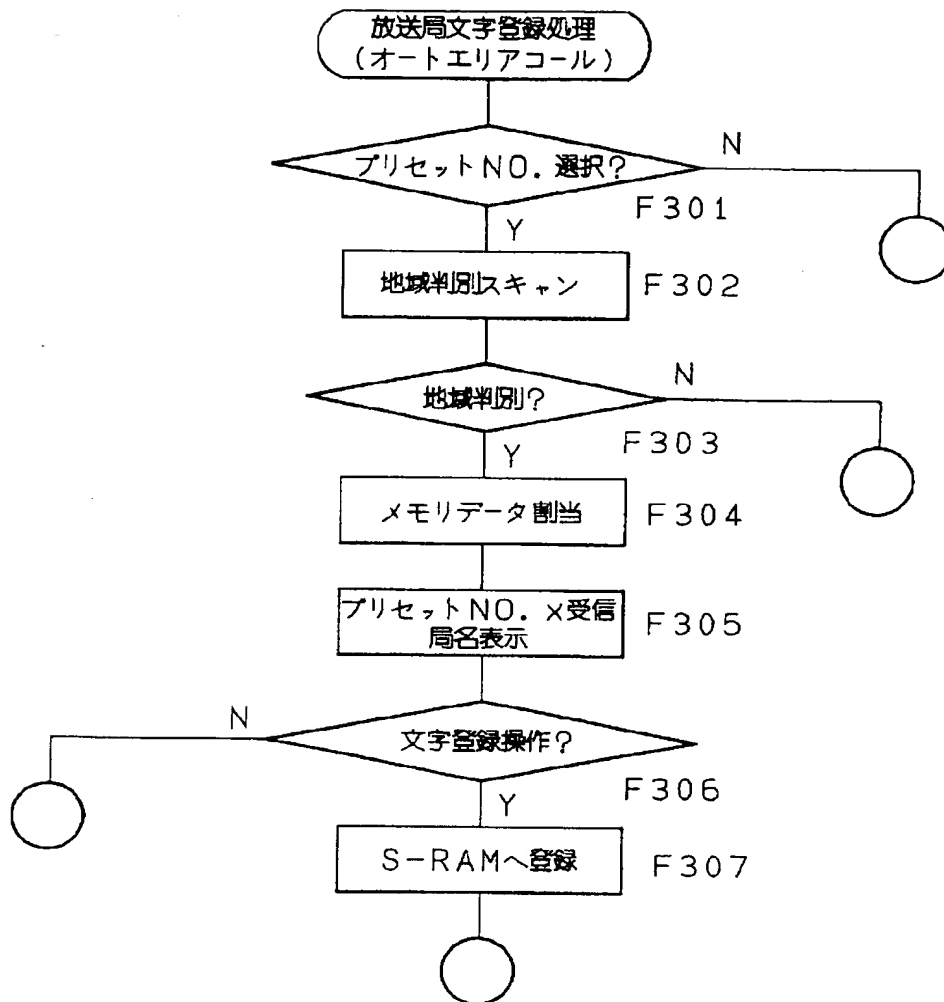 放送局文字登録処理
(オートエリアコール)
プリセットNO. 選択?
N
F301
Y
地域判別スキャン
F302
地域判別?
N
F303
Y
メモリデータ割当
F304
プリセットNO. X受信
局名表示
F305
文字登録操作?
N
F306
Y
S-RAMへ登録
F307